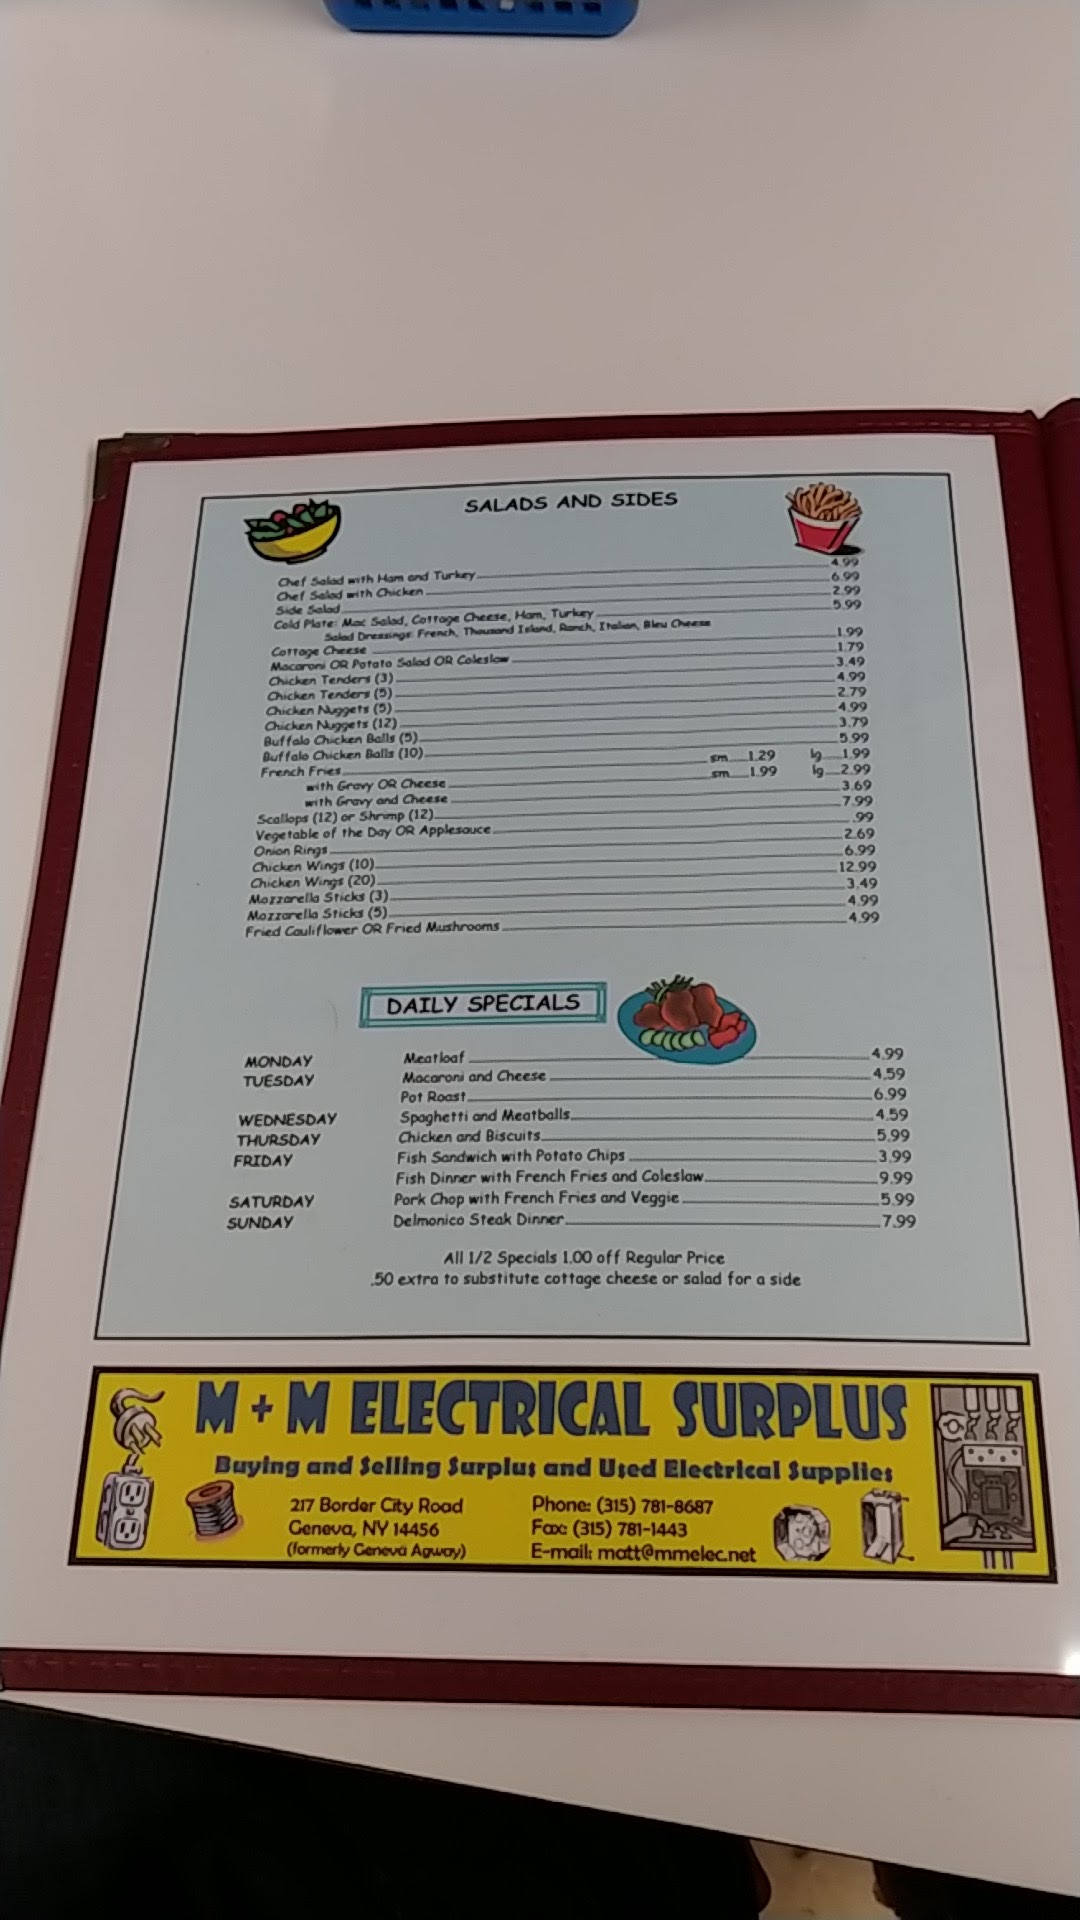 SALADS AND SIDES
Chef Salad with Ham and Turkey 4.99
Chef Salad with Chicken 6.99
Side Salad 2.99
Cold Plate: Mac Salad, Cottage Cheese, Ham, Turkey 5.99
Salad Dressings: French, Thousand Island, Ranch, Italian, Bleu Cheese
Cottage Cheese 1.99
Macaroni OR Potato Salad OR Coleslaw 1.79
Chicken Tenders (3) 3.49
Chicken Tenders (5) 4.99
Chicken Nuggets (5) 2.79
Chicken Nuggets (12) 4.99
Buffalo Chicken Balls (5) 3.79
Buffalo Chicken Balls (10) 5.99
French Fries sm 1.29 lg 1.99
with Gravy OR Cheese sm 1.99 lg 2.99
with Gravy and Cheese 3.69
Scallops (12) or Shrimp (12) 7.99
Vegetable of the Day OR Applesauce .99
Onion Rings 2.69
Chicken Wings (10) 6.99
Chicken Wings (20) 12.99
Mozzarella Sticks (3) 3.49
Mozzarella Sticks (5) 4.99
Fried Cauliflower OR Fried Mushrooms 4.99
DAILY SPECIALS
MONDAY Meatloaf 4.99
TUESDAY Macaroni and Cheese 4.59
Pot Roast 6.99
WEDNESDAY Spaghetti and Meatballs 4.59
THURSDAY Chicken and Biscuits 5.99
FRIDAY Fish Sandwich with Potato Chips 3.99
Fish Dinner with French Fries and Coleslaw 9.99
SATURDAY Pork Chop with French Fries and Veggie 5.99
SUNDAY Delmonico Steak Dinner 7.99
All 1/2 Specials 1.00 off Regular Price
.50 extra to substitute cottage cheese or salad for a side
M + M ELECTRICAL SURPLUS
Buying and Selling Surplus and Used Electrical Supplies
217 Border City Road Phone: (315) 781-8687
Geneva, NY 14456 Fax: (315) 781-1443
(formerly Geneva Agway) E-mail: matt@mmelec.net